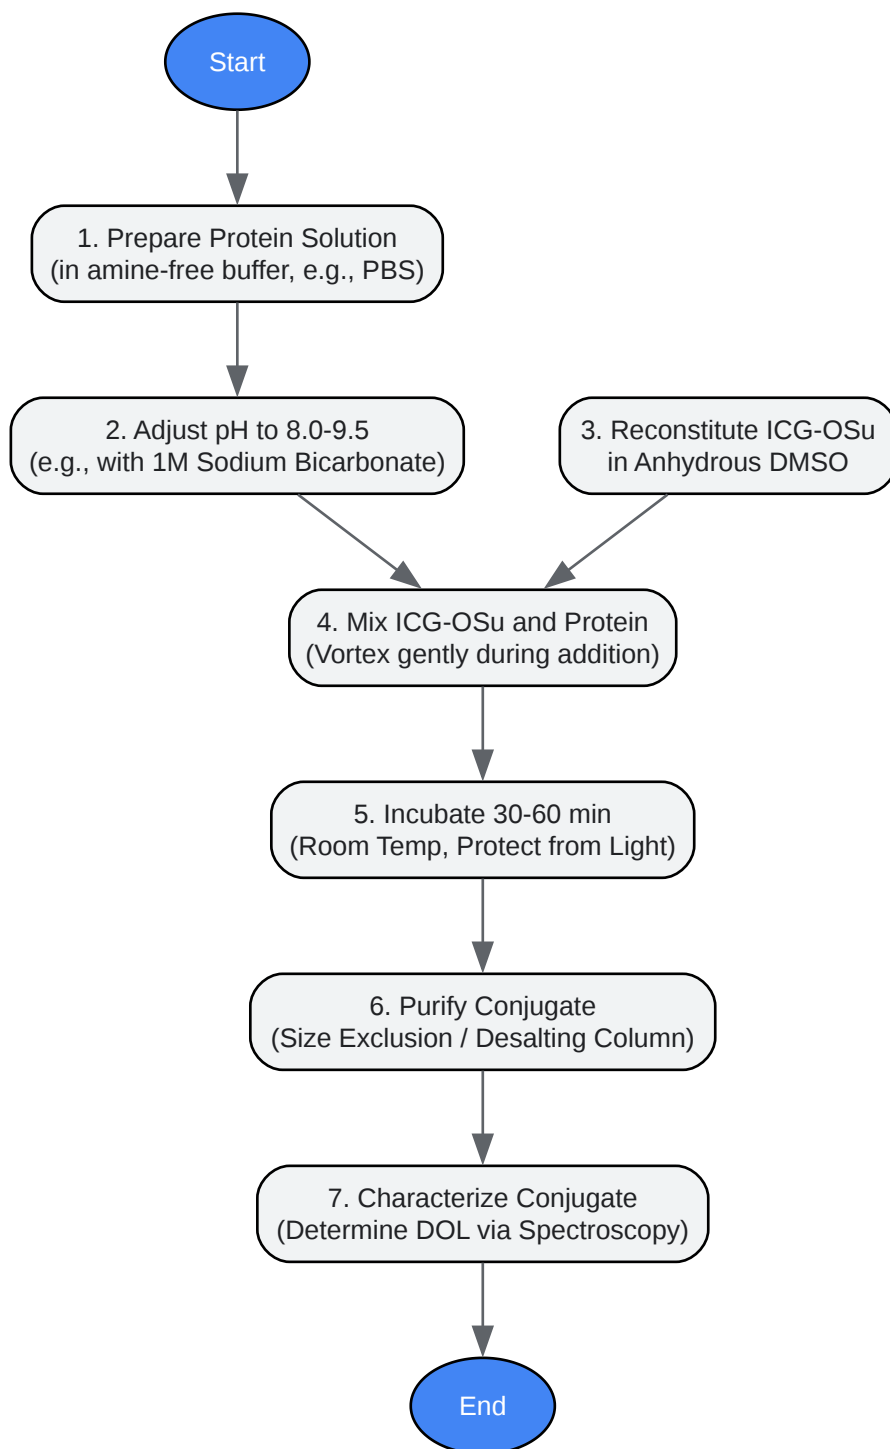 Start
1. Prepare Protein Solution
(in amine-free buffer, e.g., PBS)
2. Adjust pH to 8.0-9.5
(e.g., with 1M Sodium Bicarbonate)
3. Reconstitute ICG-OSu
in Anhydrous DMSO
4. Mix ICG-OSu and Protein
(Vortex gently during addition)
5. Incubate 30-60 min
(Room Temp, Protect from Light)
6. Purify Conjugate
(Size Exclusion / Desalting Column)
7. Characterize Conjugate
(Determine DOL via Spectroscopy)
End